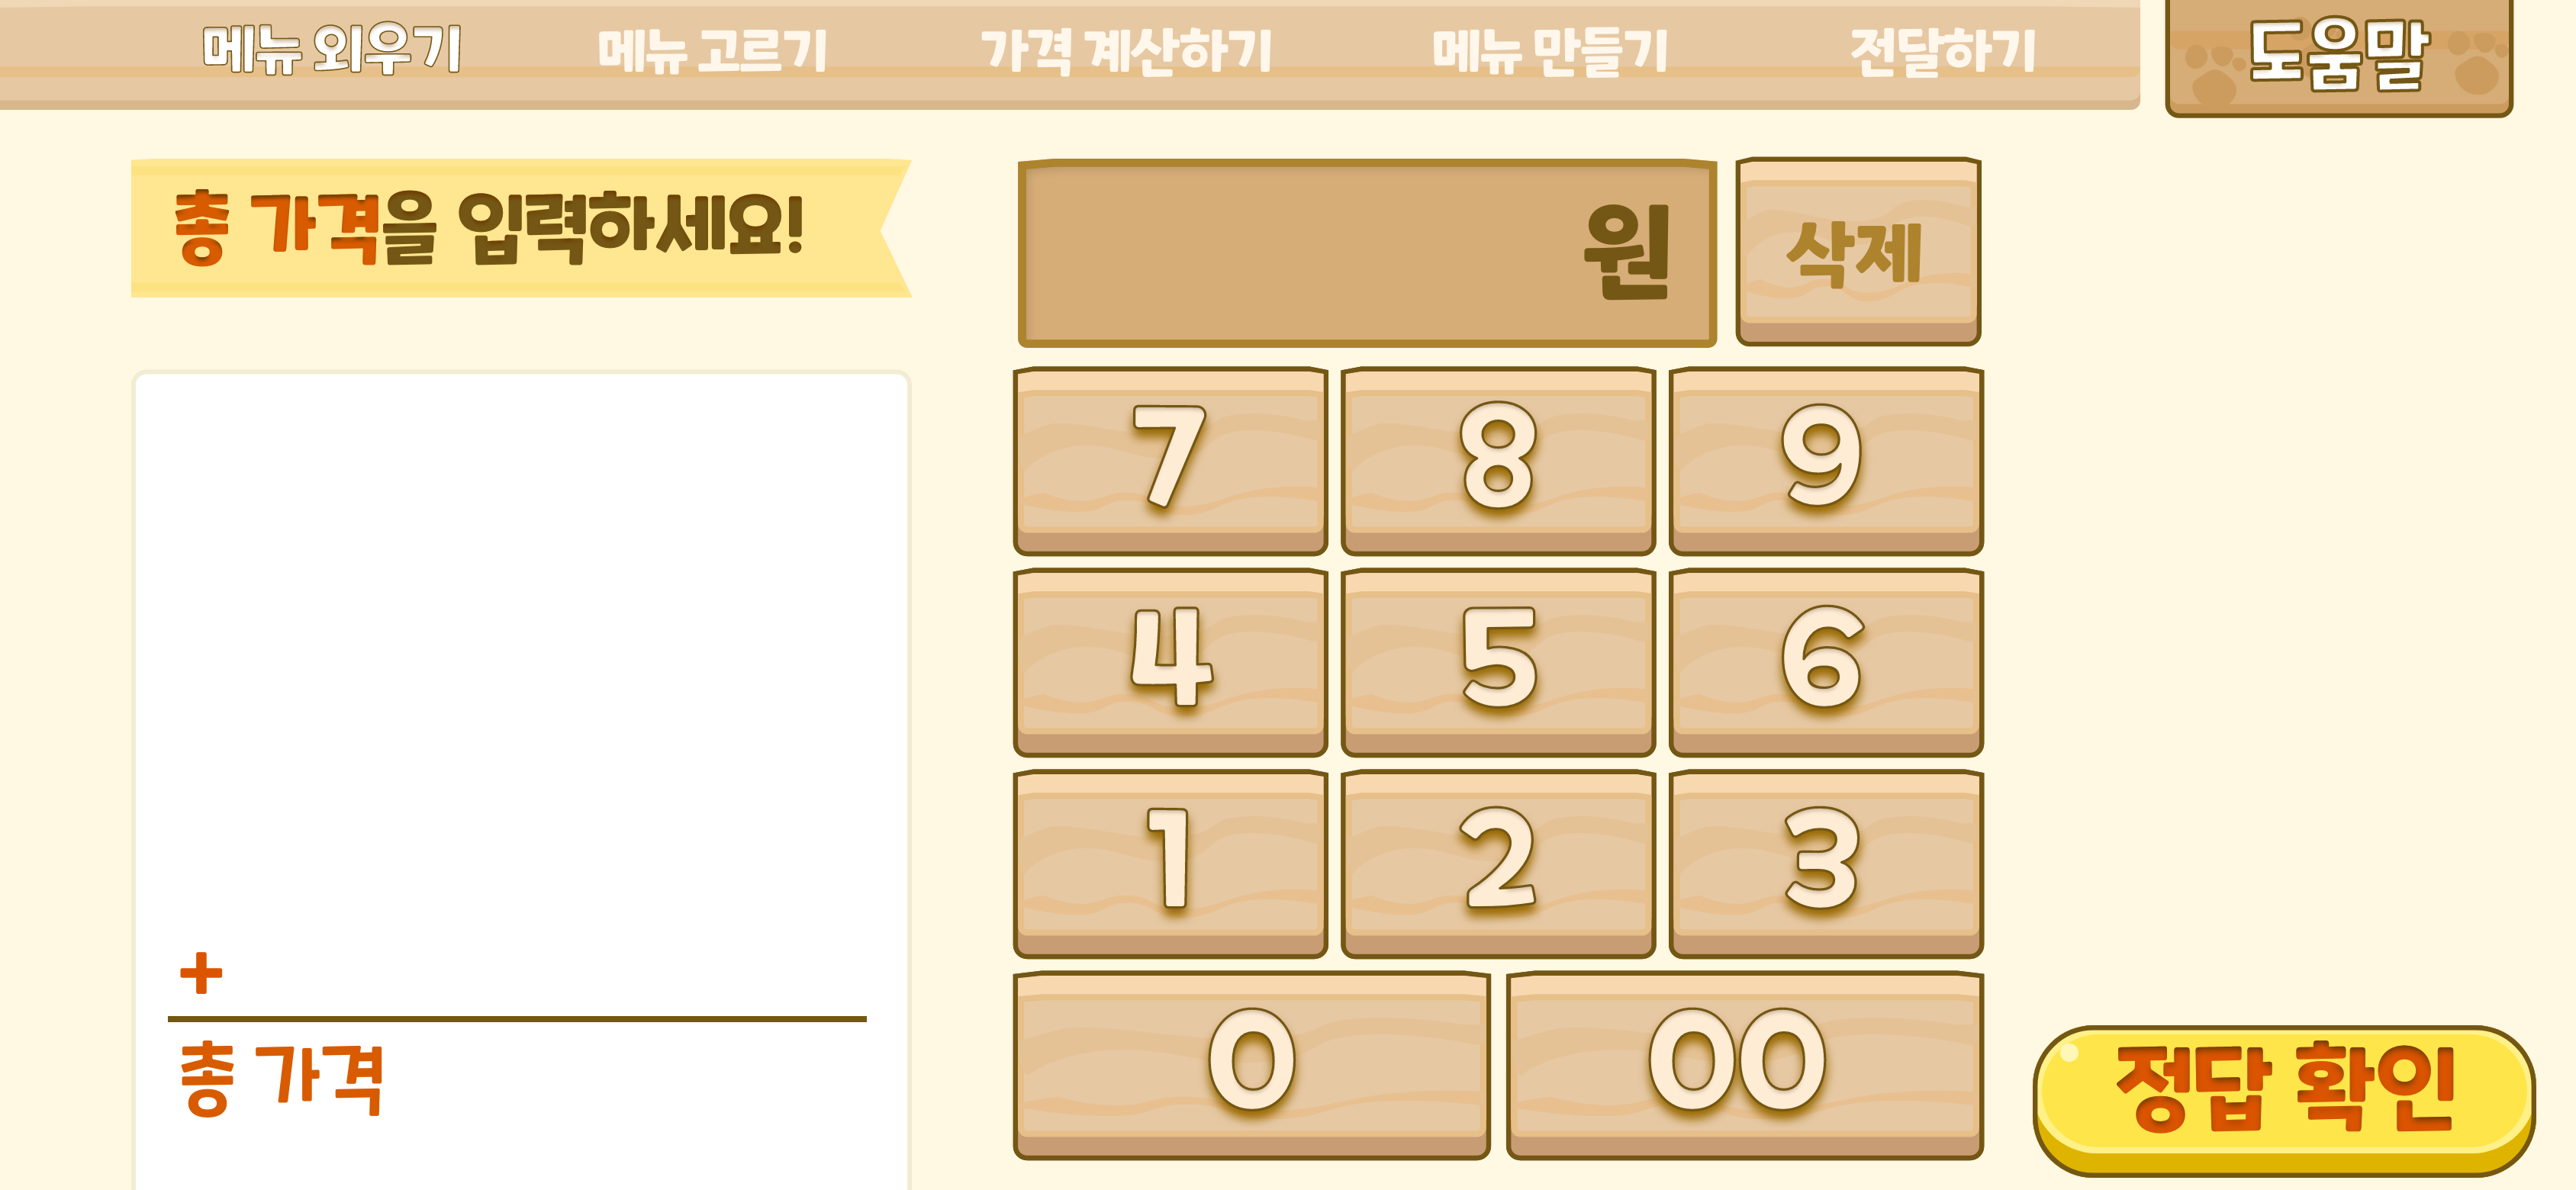 메뉴 외우기 메뉴 고르기 가격 계산하기 메뉴 만들기 전달하기 도움말
총 가격을 입력하세요!
원 삭제
7 8 9
4 5 6
1 2 3
0 00
+
총 가격
정답 확인